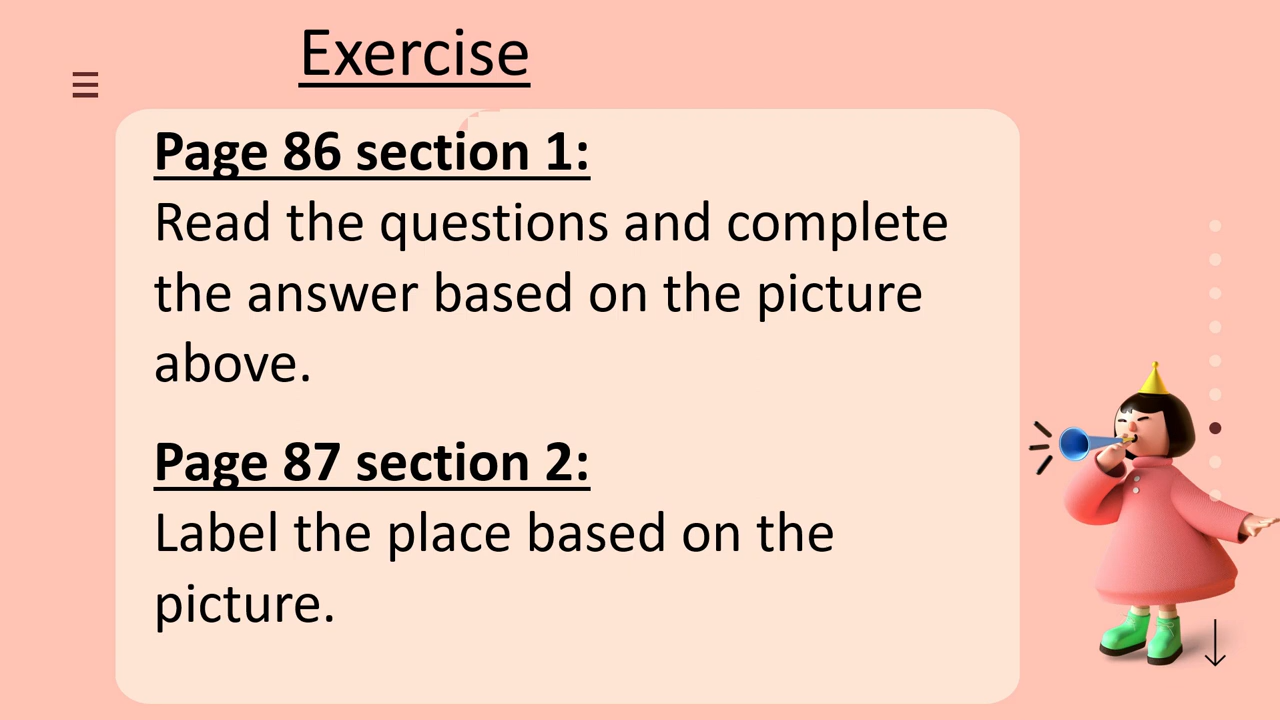 Exercise
Page 86 section 1:
Read the questions and complete
the answer based on the picture
above.
Page 87 section 2:
Label the place based on the
picture.